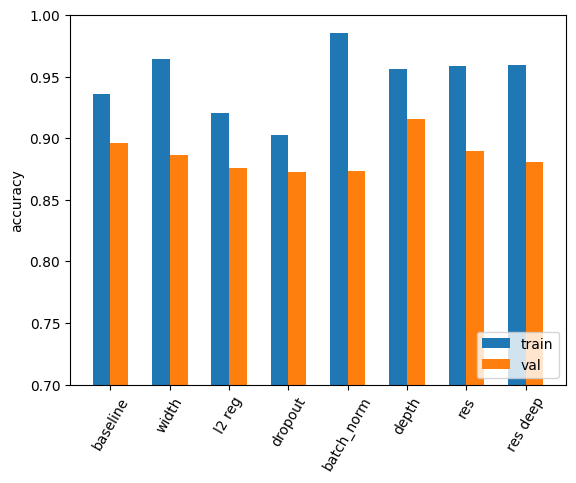 1.00
0.95
0.90
0.85
0.80
0.75
0.70
accuracy
train
val
baseline
width
l2 reg
dropout
batch_norm
depth
res
res deep